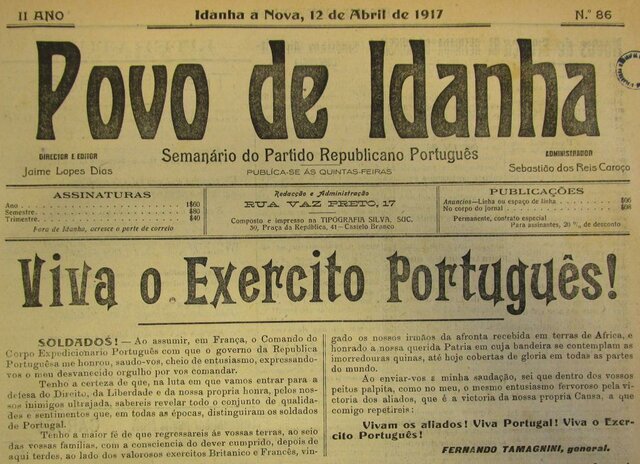 II ANO
Idanha a Nova, 12 de Abril de 1917
N.º 86
Povo de Idanha
DIRECTOR E EDITOR
Jaime Lopes Dias
Semanário do Partido Republicano Português
PUBLICA-SE ÁS QUINTAS-FEIRAS
ADMINISTRADOR
Sebastião dos Reis Caroço
ASSINATURAS
Ano 1$60
Semestre $80
Trimestre $40
Fora de Idanha, acresce o porte de correio
Redacção e Administração
RUA VAZ PRETO, 17
Composto e impresso na TIPOGRAFIA SILVA, SOC.
39, Praça da República, 41—Castelo Branco
PUBLICAÇÕES
Anuncios—Linha ou espaço de linha
No corpo do jornal
Permanente, contrato especial
Para assinantes, 20 % de desconto
Viva o Exercito Português!
SOLDADOS!— Ao assumir, em França, o Comando do
Corpo Expedicionario Português com que o governo da Republica
Português me honrou, saudo-vos, cheio de entusiasmo, expressando-
vos o meu desvanecido orgulho por vos comandar.
Tenho a certeza de que, na luta em que vamos entrar para a
defesa do Direito, da Liberdade e da nossa propria honra, pelos nos-
sos inimigos ultrajada, sabereis revelar todo o conjunto de qualida-
des e sentimentos que, em todas as épocas, distinguiram os soldados
de Portugal.
Tenho a maior fé de que regressareis ás vossas terras, ao seio
das vossas familias, com a consciencia do dever cumprido, depois de
aqui terdes, ao lado dos valorosos exercitos Britanico e Francês, vin-
gado os nossos irmãos da afronta recebida em terras de Africa, e
honrado a nossa querida Patria em cuja bandeira se contemplam as
imorredouras quinas, até hoje cobertas de gloria em todas as partes
do mundo.
Ao enviar-vos a minha saudação, sei que dentro dos vossos
peitos palpita, como no meu, o mesmo entusiasmo fervoroso pela vi-
ctoria dos aliados, que é a victoria da nossa propria Causa, a que
comigo repetireis:
Vivam os aliados! Viva Portugal! Viva o Exer-
cito Português!
FERNANDO TAMAGNINI, general.